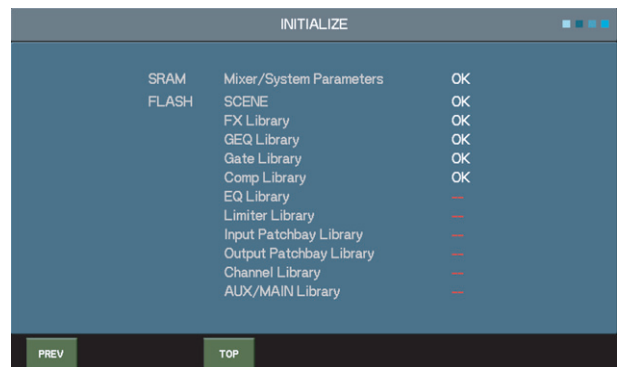 INITIALIZE
SRAM Mixer/System Parameters OK
FLASH SCENE OK
FX Library OK
GEQ Library OK
Gate Library OK
Comp Library OK
EQ Library —
Limiter Library —
Input Patchbay Library —
Output Patchbay Library —
Channel Library —
AUX/MAIN Library —
PREV TOP